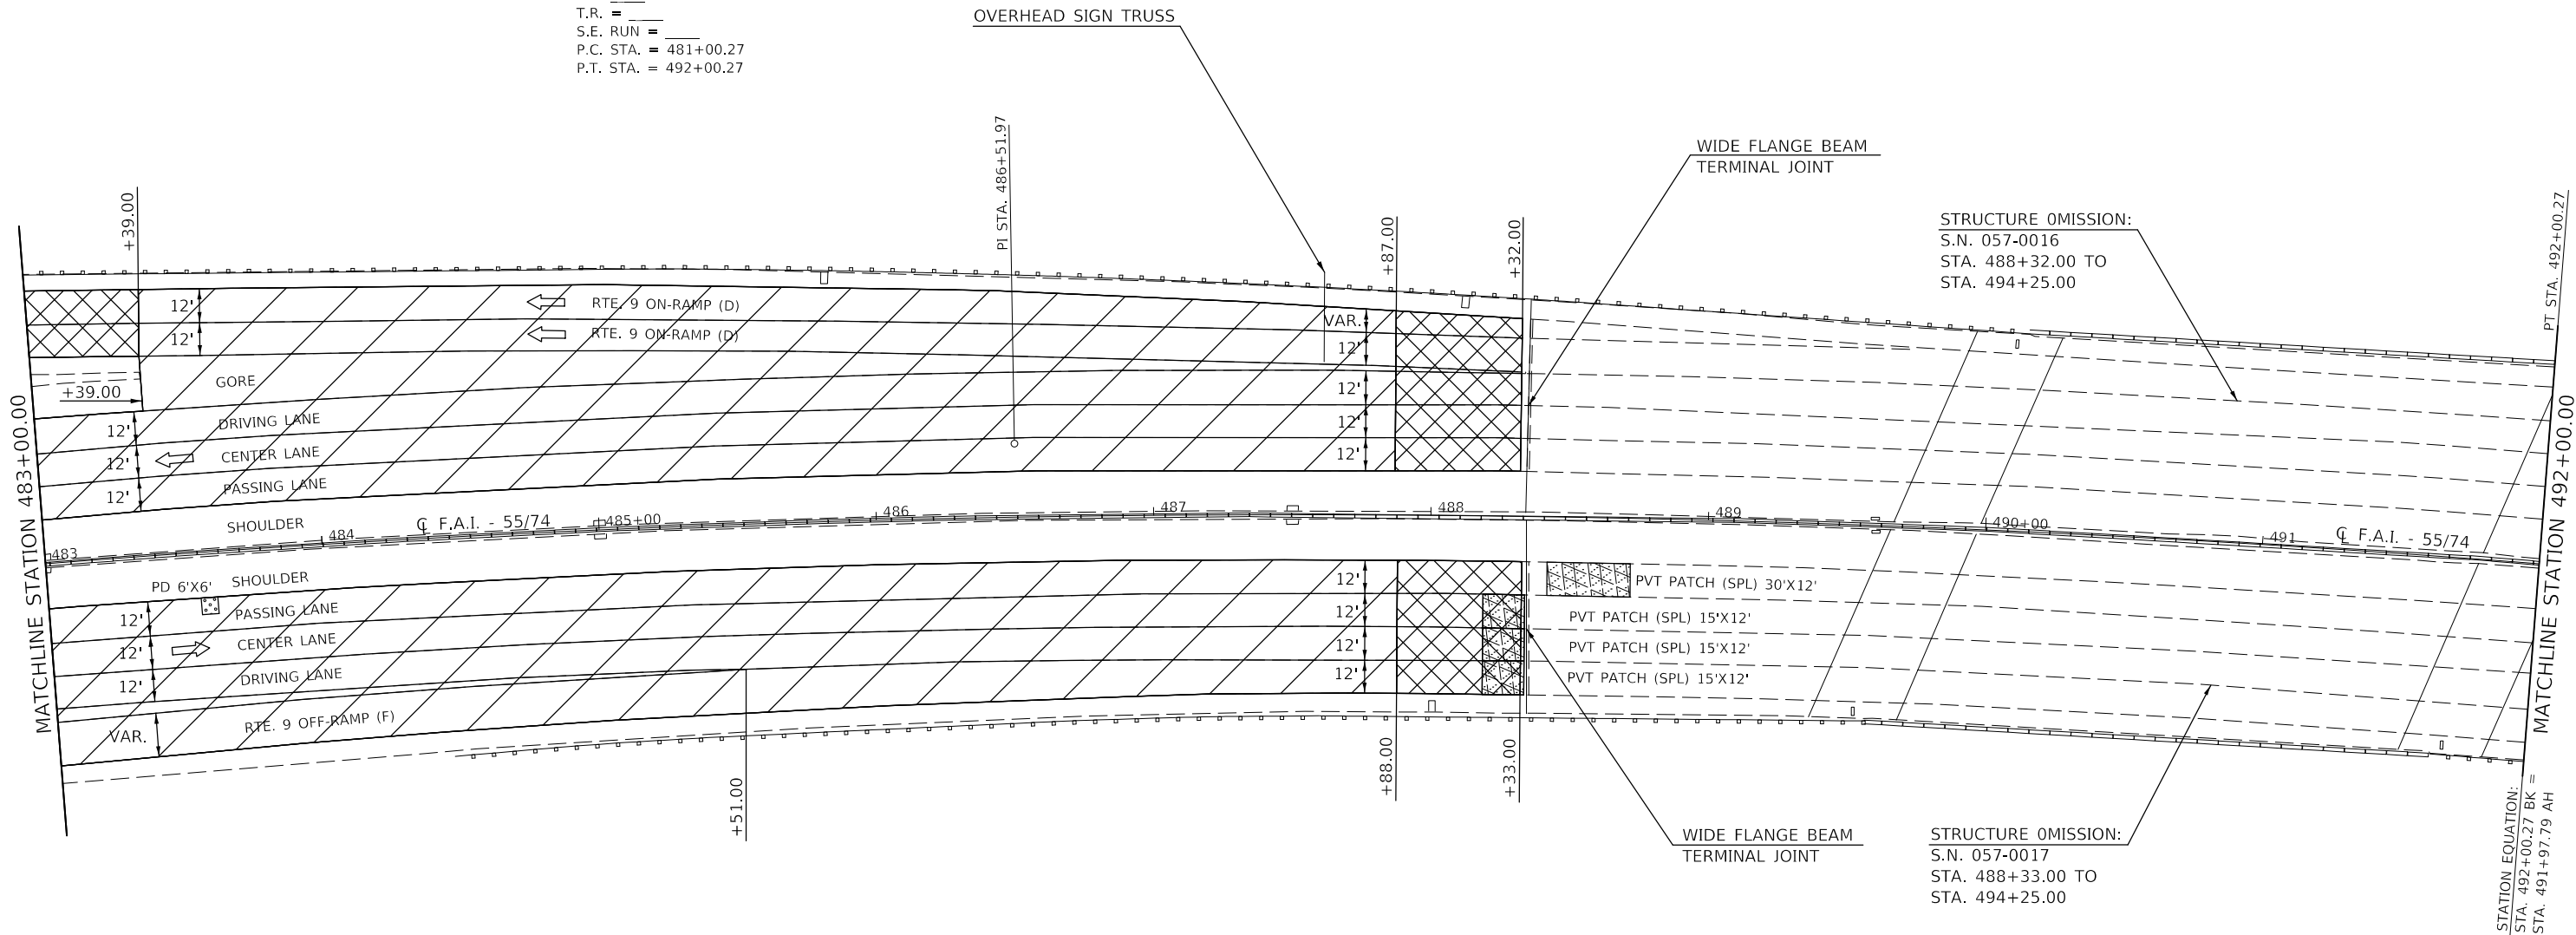 T.R. = ____
S.E. RUN = ____
P.C. STA. = 481+00.27
P.T. STA. = 492+00.27
OVERHEAD SIGN TRUSS
WIDE FLANGE BEAM
TERMINAL JOINT
STRUCTURE 0MISSION:
S.N. 057-0016
STA. 488+32.00 TO
STA. 494+25.00
PT STA. 492+00.27
PI STA. 486+51.97
+39.00
+87.00
+32.00
12'
RTE. 9 ON-RAMP (D)
12'
RTE. 9 ON-RAMP (D)
VAR.
12'
GORE
+39.00
12'
DRIVING LANE
12'
12'
CENTER LANE
12'
12'
PASSING LANE
12'
MATCHLINE STATION 483+00.00
MATCHLINE STATION 492+00.00
SHOULDER
483
484
℄ F.A.I. - 55/74
485+00
486
487
488
489
490+00
491
℄ F.A.I. - 55/74
PD 6'X6'
SHOULDER
12'
PASSING LANE
12'
CENTER LANE
12'
DRIVING LANE
VAR.
RTE. 9 OFF-RAMP (F)
12'
12'
12'
12'
PVT PATCH (SPL) 30'X12'
PVT PATCH (SPL) 15'X12'
PVT PATCH (SPL) 15'X12'
PVT PATCH (SPL) 15'X12'
+51.00
+88.00
+33.00
WIDE FLANGE BEAM
TERMINAL JOINT
STRUCTURE 0MISSION:
S.N. 057-0017
STA. 488+33.00 TO
STA. 494+25.00
STATION EQUATION:
STA. 492+00.27 BK =
STA. 491+97.79 AH